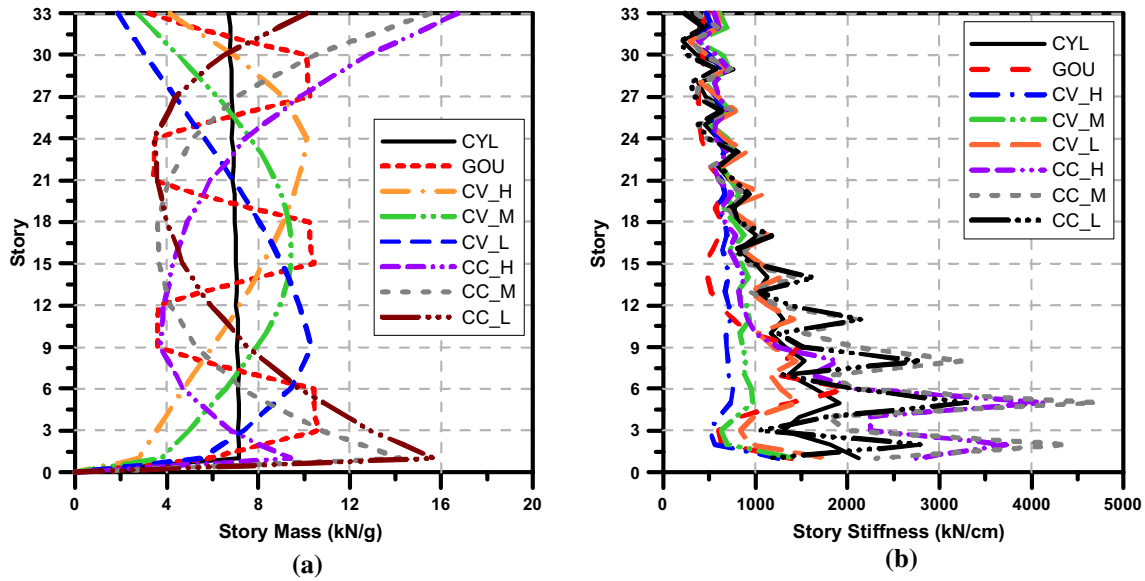 33
30
27
24
21
18
15
12
9
6
3
0
Story
CYL
GOU
CV_H
CV_M
CV_L
CC_H
CC_M
CC_L
0
4
8
12
16
20
Story Mass (kN/g)
(a)
33
30
27
24
21
18
15
12
9
6
3
0
Story
CYL
GOU
CV_H
CV_M
CV_L
CC_H
CC_M
CC_L
0
1000
2000
3000
4000
5000
Story Stiffness (kN/cm)
(b)